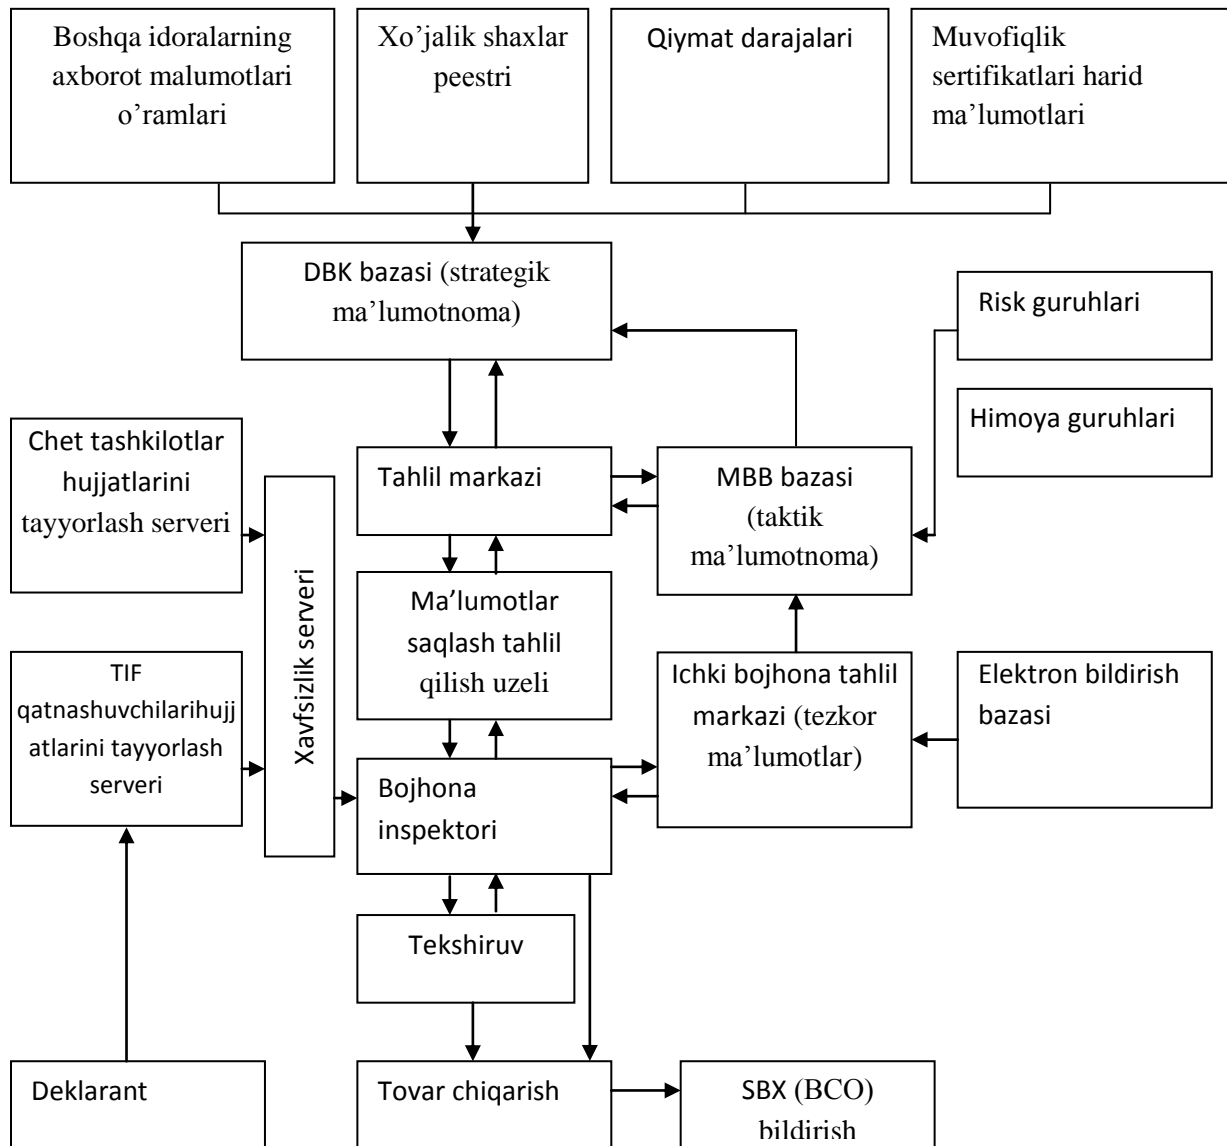 Boshqa idoralarning
axborot malumotlari
o’ramlari
Xo’jalik shaxlar
peestri
Qiymat darajalari
Muvofiqlik
sertifikatlari harid
ma’lumotlari
DBK bazasi (strategik
ma’lumotnoma)
Risk guruhlari
Himoya guruhlari
Chet tashkilotlar
hujjatlarini
tayyorlash serveri
Xavfsizlik serveri
Tahlil markazi
MBB bazasi
(taktik
ma’lumotnoma)
Ma’lumotlar
saqlash tahlil
qilish uzeli
TIF
qatnashuvchilarihujj
atlarini tayyorlash
serveri
Ichki bojhona tahlil
markazi (tezkor
ma’lumotlar)
Elektron bildirish
bazasi
Bojhona
inspektori
Tekshiruv
Deklarant
Tovar chiqarish
SBX (BCO)
bildirish